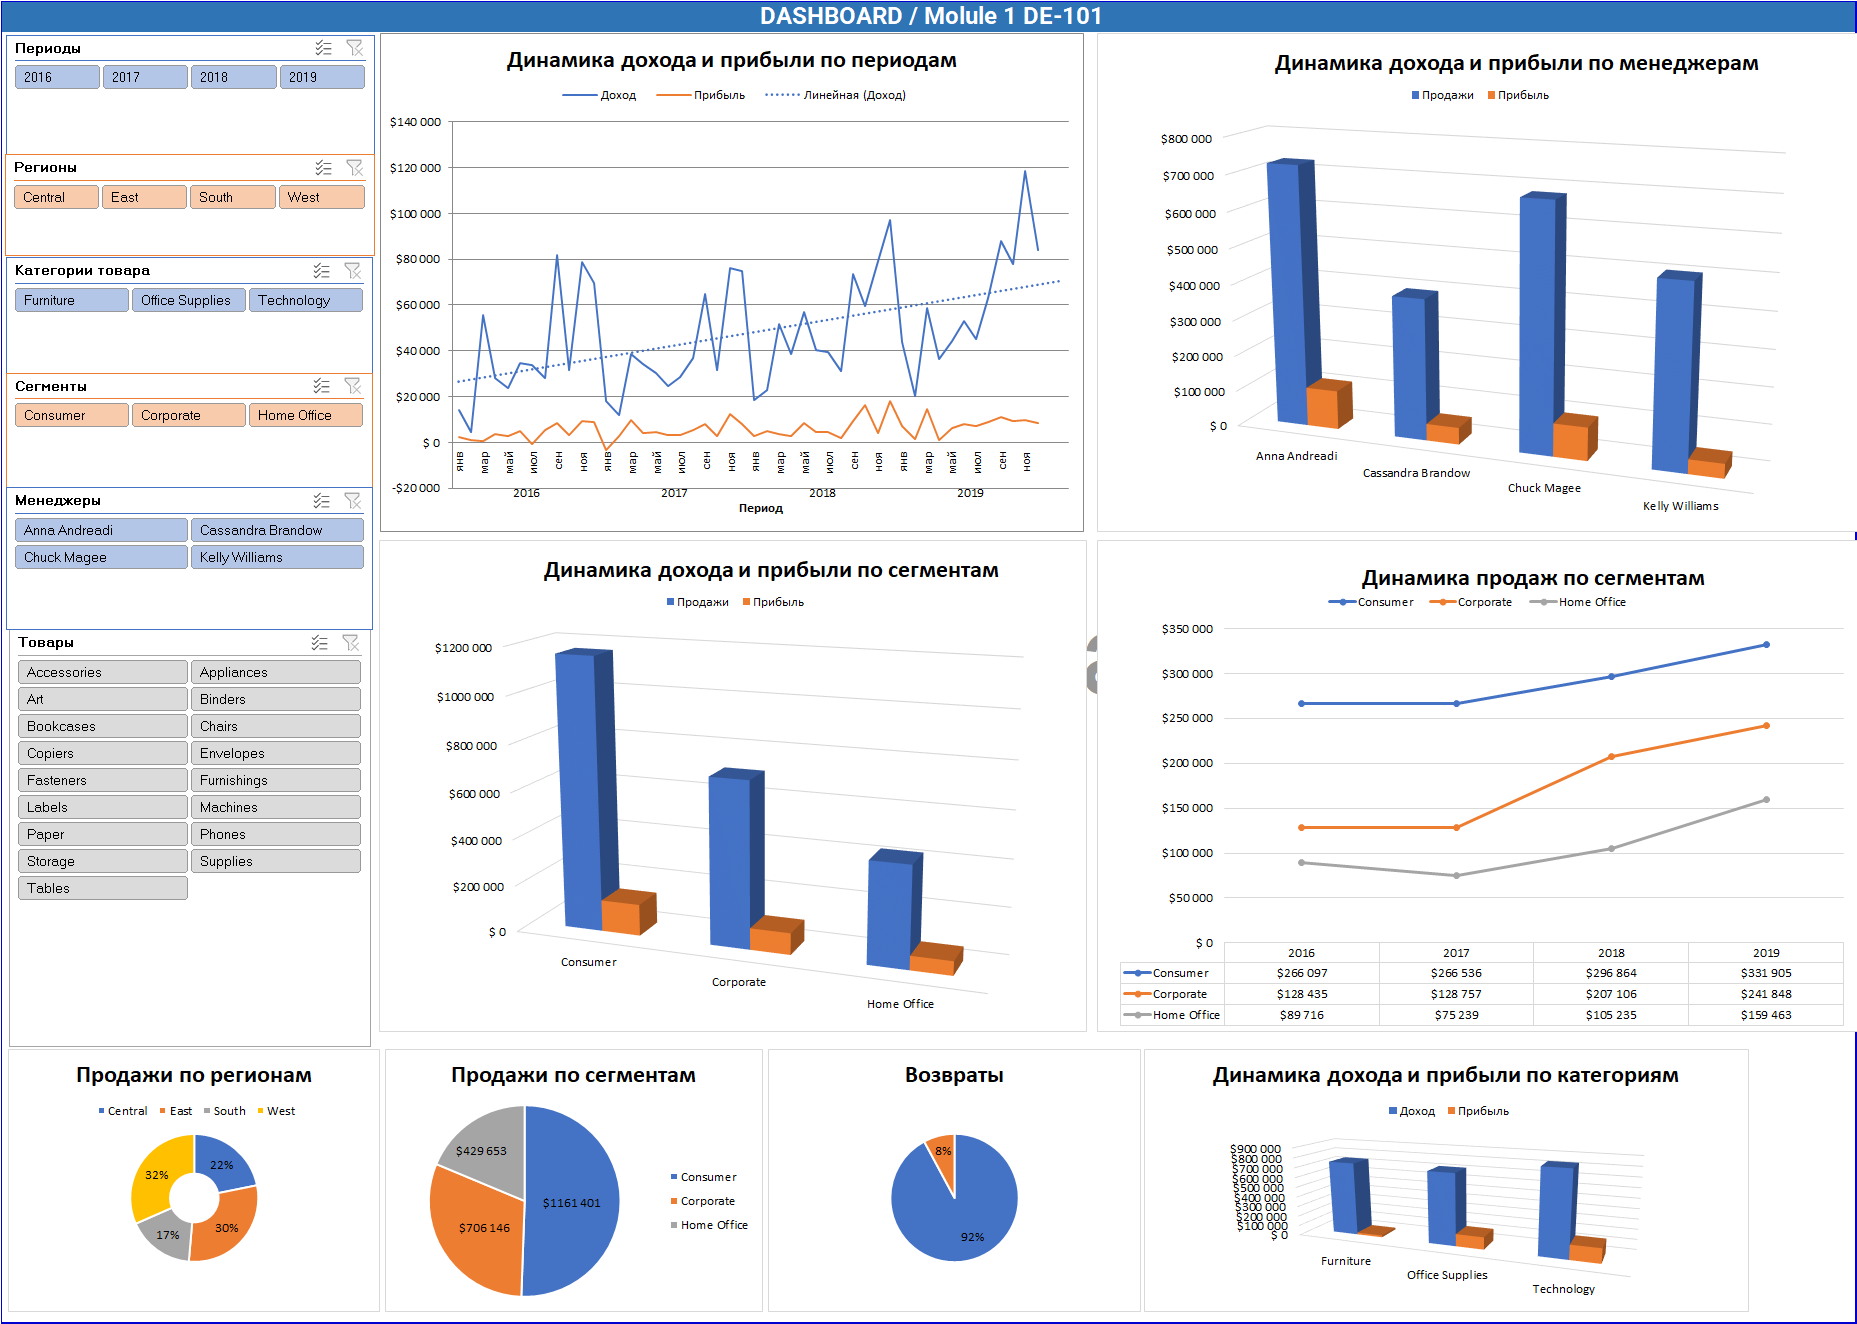 DASHBOARD / Molule 1 DE-101
Периоды
2016 2017 2018 2019
Регионы
Central East South West
Категории товара
Furniture Office Supplies Technology
Сегменты
Consumer Corporate Home Office
Менеджеры
Anna Andreadi Cassandra Brandow
Chuck Magee Kelly Williams
Товары
Accessories Appliances
Art Binders
Bookcases Chairs
Copiers Envelopes
Fasteners Furnishings
Labels Machines
Paper Phones
Storage Supplies
Tables
Динамика дохода и прибыли по периодам
Доход Прибыль Линейная (Доход)
$140 000
$120 000
$100 000
$80 000
$60 000
$40 000
$20 000
$ 0
-$20 000
янв мар май июл сен ноя янв мар май июл сен ноя янв мар май июл сен ноя янв мар май июл сен ноя
2016 2017 2018 2019
Период
Динамика дохода и прибыли по менеджерам
Продажи Прибыль
$800 000
$700 000
$600 000
$500 000
$400 000
$300 000
$200 000
$100 000
$ 0
Anna Andreadi
Cassandra Brandow
Chuck Magee
Kelly Williams
Динамика дохода и прибыли по сегментам
Продажи Прибыль
$1200 000
$1000 000
$800 000
$600 000
$400 000
$200 000
$ 0
Consumer
Corporate
Home Office
Динамика продаж по сегментам
Consumer Corporate Home Office
$350 000
$300 000
$250 000
$200 000
$150 000
$100 000
$50 000
$ 0
2016 2017 2018 2019
Consumer $266 097 $266 536 $296 864 $331 905
Corporate $128 435 $128 757 $207 106 $241 848
Home Office $89 716 $75 239 $105 235 $159 463
Продажи по регионам
Central East South West
22%
32%
30%
17%
Продажи по сегментам
$429 653
$1161 401
$706 146
Consumer
Corporate
Home Office
Возвраты
8%
92%
Динамика дохода и прибыли по категориям
Доход Прибыль
$900 000
$800 000
$700 000
$600 000
$500 000
$400 000
$300 000
$200 000
$100 000
$ 0
Furniture
Office Supplies
Technology